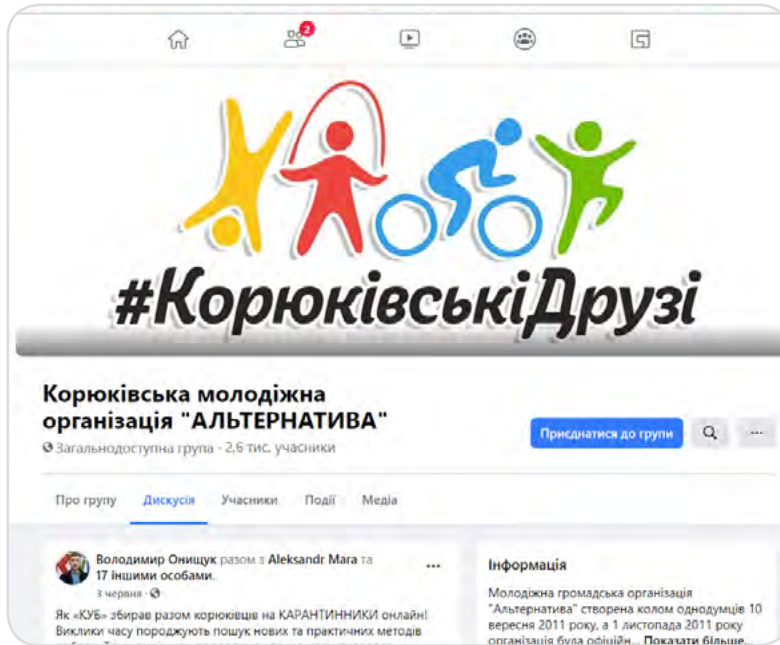 2
#КорюківськіДрузі
Корюківська молодіжна
організація "АЛЬТЕРНАТИВА"
Загальнодоступна група · 2,6 тис. учасники
Приєднатися до групи
Про групу Дискусія Учасники Події Медіа
Володимир Онищук разом з Aleksandr Mara та
17 іншими особами.
3 червня ·
Як «КУБ» збирав разом корюківців на КАРАНТИННИКИ онлайн!
Виклики часу породжують пошук нових та практичних методів
Інформація
Молодіжна громадська організація
"Альтернатива" створена колом однодумців 10
вересня 2011 року, а 1 листопада 2011 року
організація була офіційн... Показати більше...